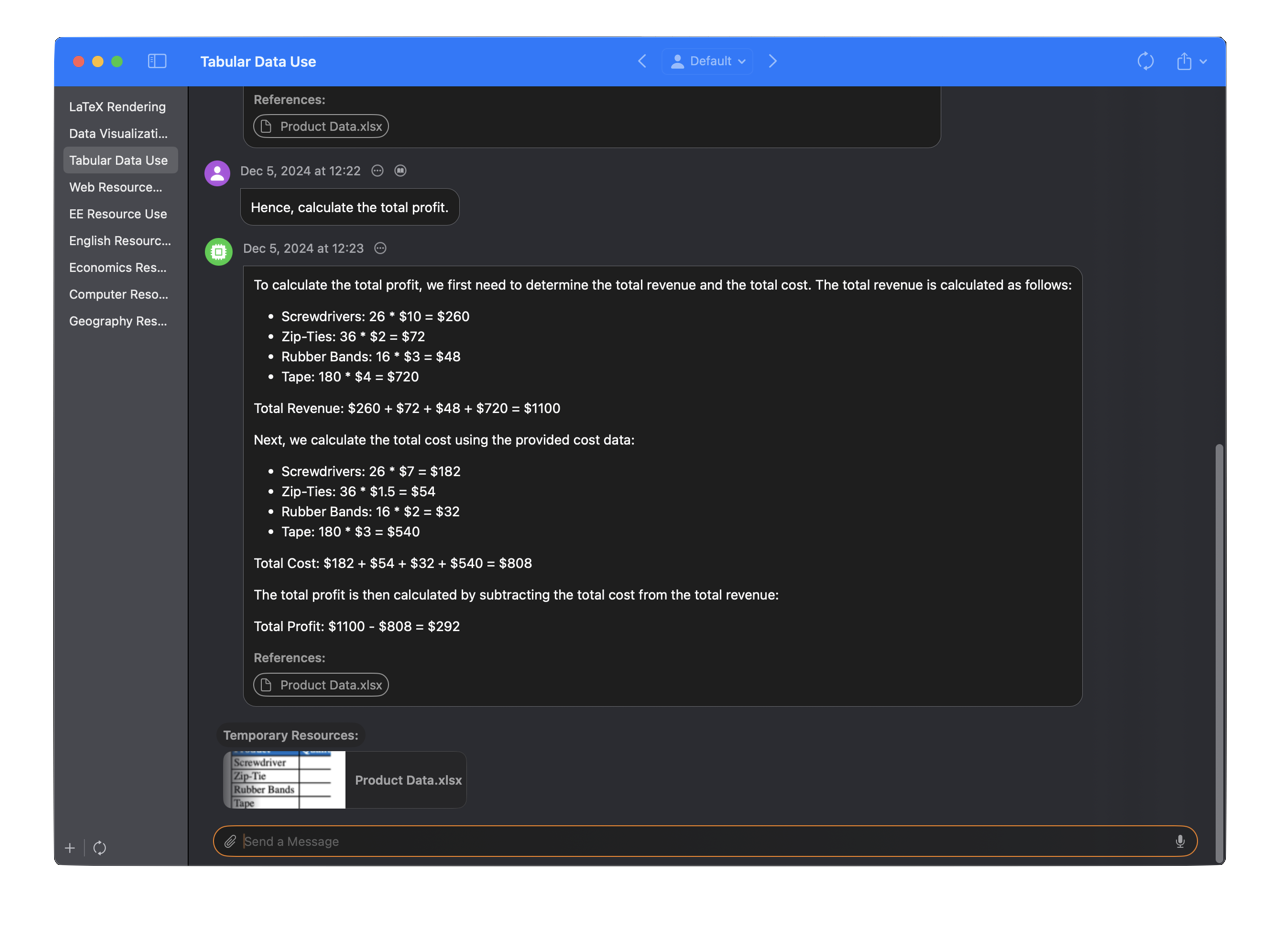 Tabular Data Use
Default
LaTeX Rendering
Data Visualizati...
Tabular Data Use
Web Resource...
EE Resource Use
English Resourc...
Economics Res...
Computer Reso...
Geography Res...
References:
Product Data.xlsx
Dec 5, 2024 at 12:22
Hence, calculate the total profit.
Dec 5, 2024 at 12:23
To calculate the total profit, we first need to determine the total revenue and the total cost. The total revenue is calculated as follows:
• Screwdrivers: 26 * $10 = $260
• Zip-Ties: 36 * $2 = $72
• Rubber Bands: 16 * $3 = $48
• Tape: 180 * $4 = $720
Total Revenue: $260 + $72 + $48 + $720 = $1100
Next, we calculate the total cost using the provided cost data:
• Screwdrivers: 26 * $7 = $182
• Zip-Ties: 36 * $1.5 = $54
• Rubber Bands: 16 * $2 = $32
• Tape: 180 * $3 = $540
Total Cost: $182 + $54 + $32 + $540 = $808
The total profit is then calculated by subtracting the total cost from the total revenue:
Total Profit: $1100 - $808 = $292
References:
Product Data.xlsx
Temporary Resources:
Screwdriver
Zip-Tie
Rubber Bands
Tape
Product Data.xlsx
Send a Message